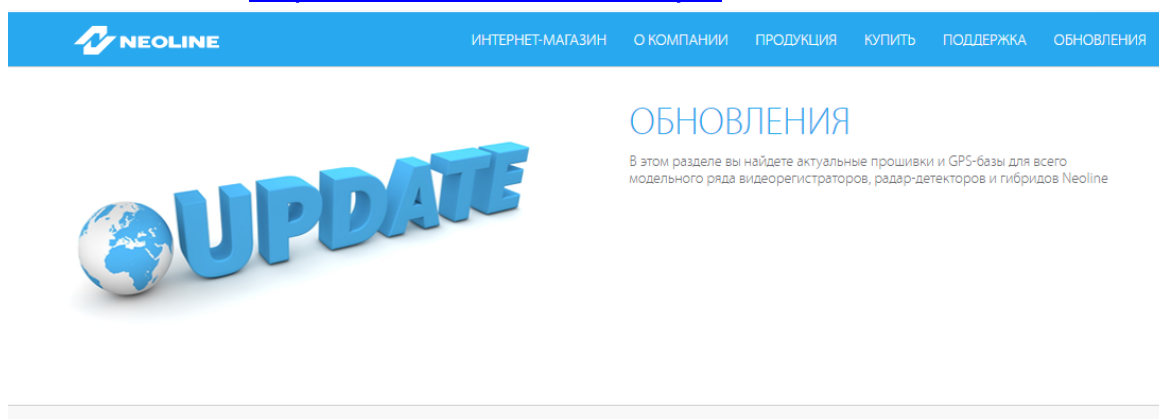 NEOLINE
ИНТЕРНЕТ-МАГАЗИН О КОМПАНИИ ПРОДУКЦИЯ КУПИТЬ ПОДДЕРЖКА ОБНОВЛЕНИЯ
UPDATE
ОБНОВЛЕНИЯ
В этом разделе вы найдете актуальные прошивки и GPS-базы для всего
модельного ряда видеорегистраторов, радар-детекторов и гибридов Neoline